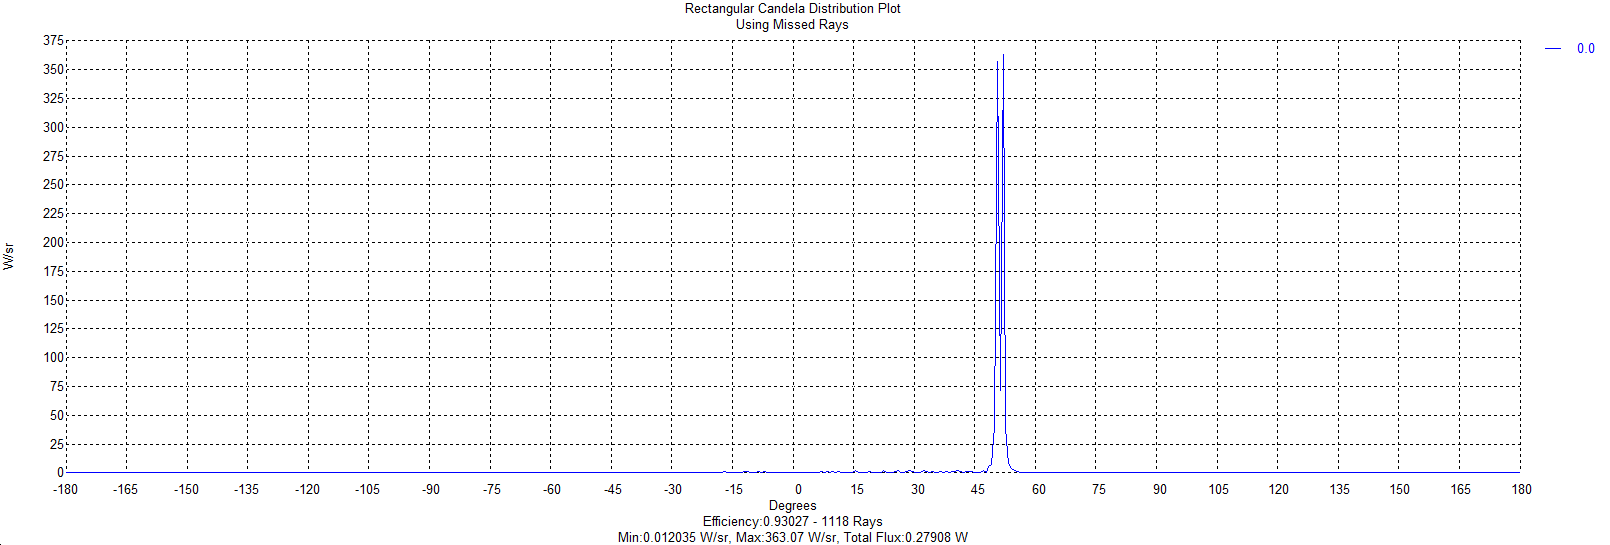 Rectangular Candela Distribution Plot
Using Missed Rays
0.0
375
350
325
300
275
250
225
200
175
150
125
100
75
50
25
0
W/sr
-180 -165 -150 -135 -120 -105 -90 -75 -60 -45 -30 -15 0 15 30 45 60 75 90 105 120 135 150 165 180
Degrees
Efficiency:0.93027 - 1118 Rays
Min:0.012035 W/sr, Max:363.07 W/sr, Total Flux:0.27908 W